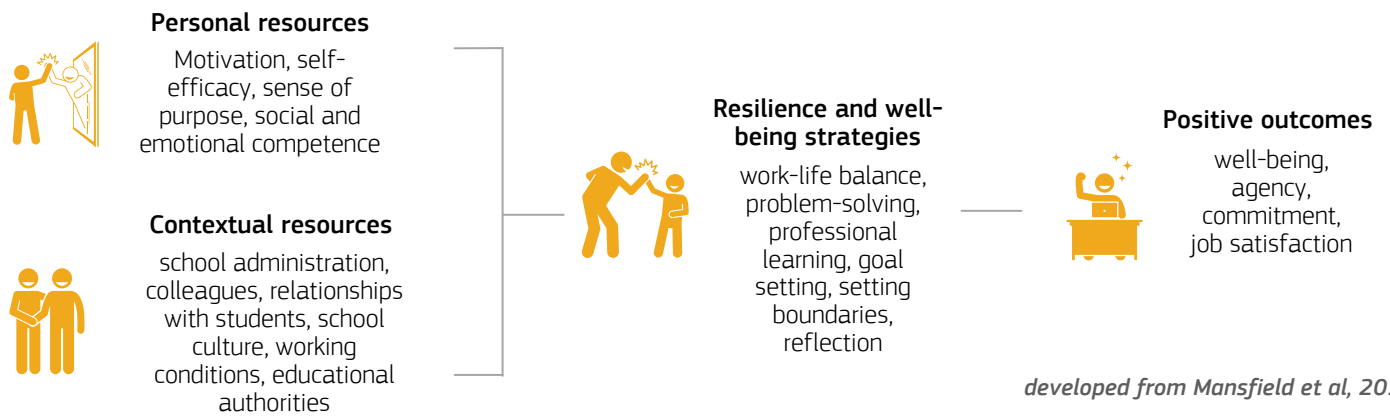 Personal resources
Motivation, self-
efficacy, sense of
purpose, social and
emotional competence
Contextual resources
school administration,
colleagues, relationships
with students, school
culture, working
conditions, educational
authorities
Resilience and well-
being strategies
work-life balance,
problem-solving,
professional
learning, goal
setting, setting
boundaries,
reflection
Positive outcomes
well-being,
agency,
commitment,
job satisfaction
developed from Mansfield et al,